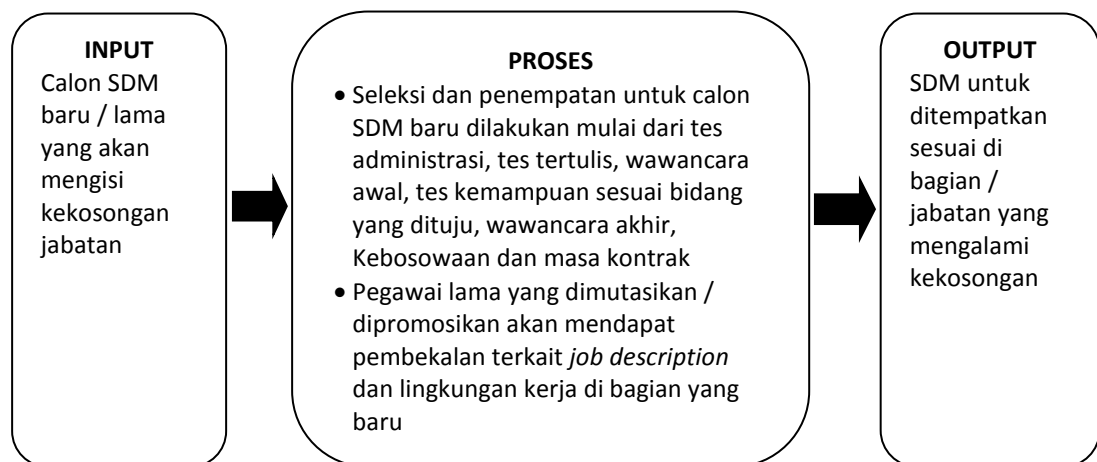 INPUT
Calon SDM
baru / lama
yang akan
mengisi
kekosongan
jabatan
PROSES
• Seleksi dan penempatan untuk calon
SDM baru dilakukan mulai dari tes
administrasi, tes tertulis, wawancara
awal, tes kemampuan sesuai bidang
yang dituju, wawancara akhir,
Kebosowaan dan masa kontrak
• Pegawai lama yang dimutasikan /
dipromosikan akan mendapat
pembekalan terkait job description
dan lingkungan kerja di bagian yang
baru
OUTPUT
SDM untuk
ditempatkan
sesuai di
bagian /
jabatan yang
mengalami
kekosongan